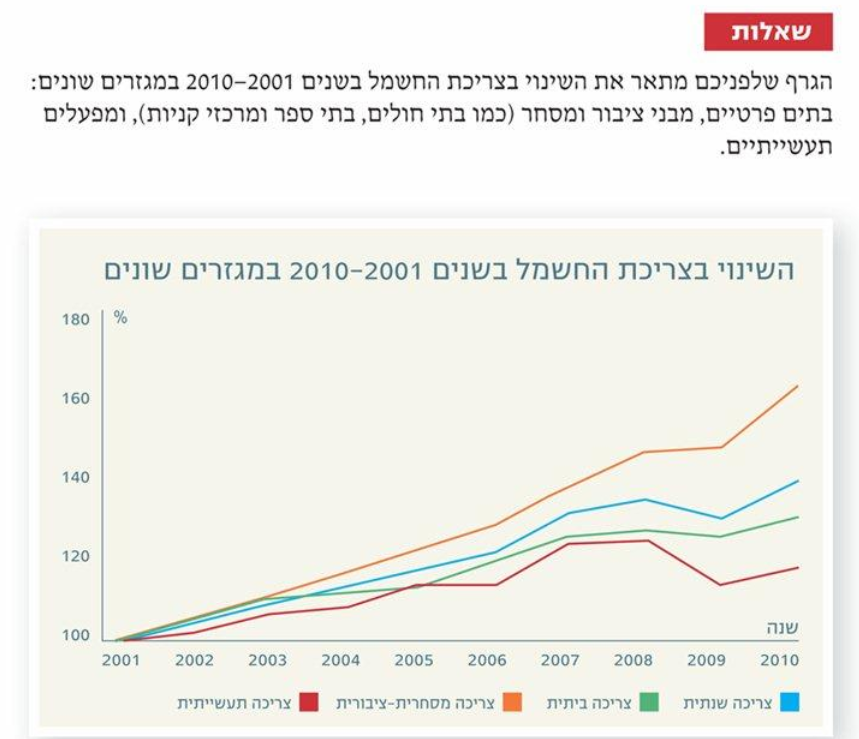 שאלות
הגרף שלפניכם מתאר את השינוי בצריכת החשמל בשנים 2001–2010 במגזרים שונים:
בתים פרטיים, מבני ציבור ומסחר (כמו בתי חולים, בתי ספר ומרכזי קניות), ומפעלים
תעשייתיים.
השינוי בצריכת החשמל בשנים 2001–2010 במגזרים שונים
%
180
160
140
120
100
שנה
2001 2002 2003 2004 2005 2006 2007 2008 2009 2010
צריכה שנתית צריכה ביתית צריכה מסחרית-ציבורית צריכה תעשייתית